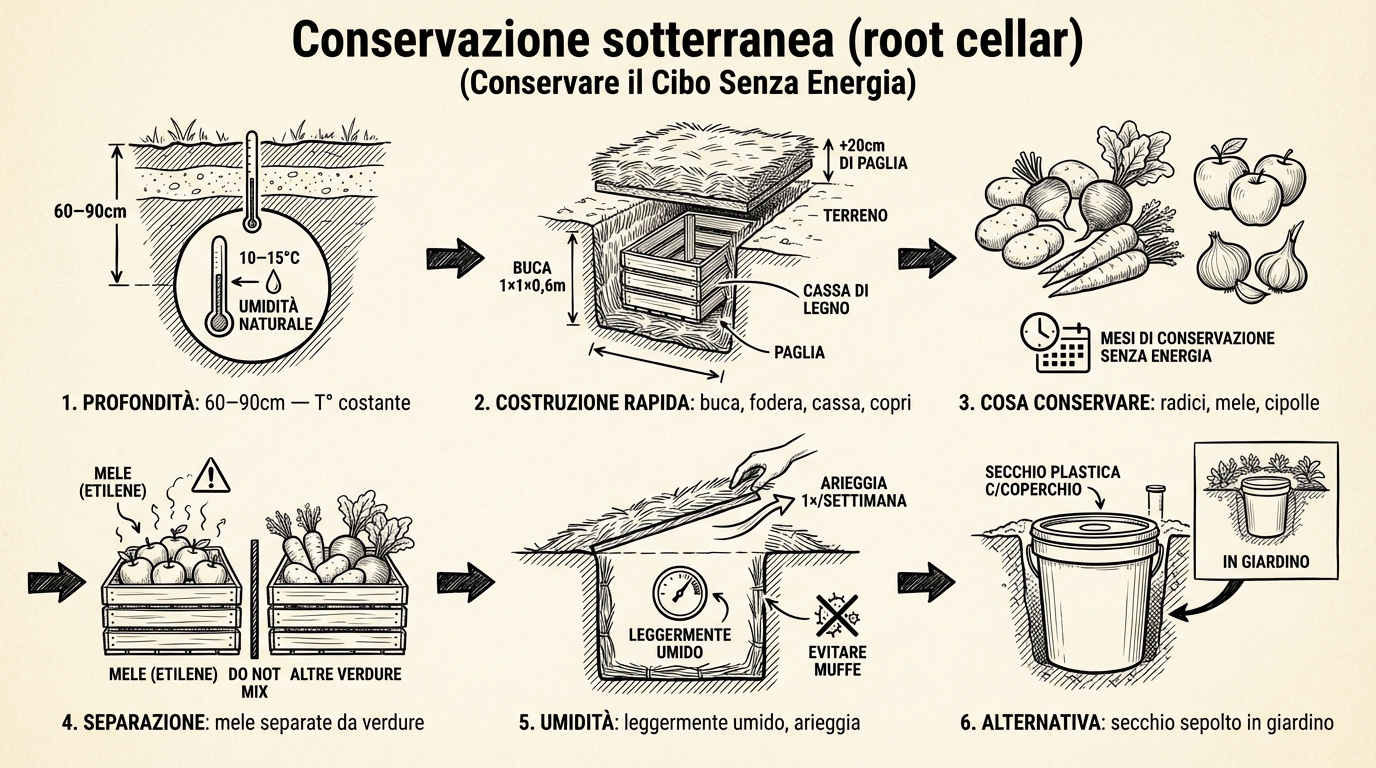 Conservazione sotterranea (root cellar)
(Conservare il Cibo Senza Energia)
60–90cm
10–15°C
UMIDITÀ
NATURALE
1. PROFONDITÀ: 60–90cm — T° costante
+20cm
DI PAGLIA
TERRENO
BUCA
1×1×0,6m
CASSA DI
LEGNO
PAGLIA
2. COSTRUZIONE RAPIDA: buca, fodera, cassa, copri
MESI DI CONSERVAZIONE
SENZA ENERGIA
3. COSA CONSERVARE: radici, mele, cipolle
MELE
(ETILENE)
MELE (ETILENE)
DO NOT
MIX
ALTRE VERDURE
4. SEPARAZIONE: mele separate da verdure
ARIEGGIA
1×/SETTIMANA
LEGGERMENTE
UMIDO
EVITARE
MUFFE
5. UMIDITÀ: leggermente umido, arieggia
SECCHIO PLASTICA
C/COPERCHIO
IN GIARDINO
6. ALTERNATIVA: secchio sepolto in giardino